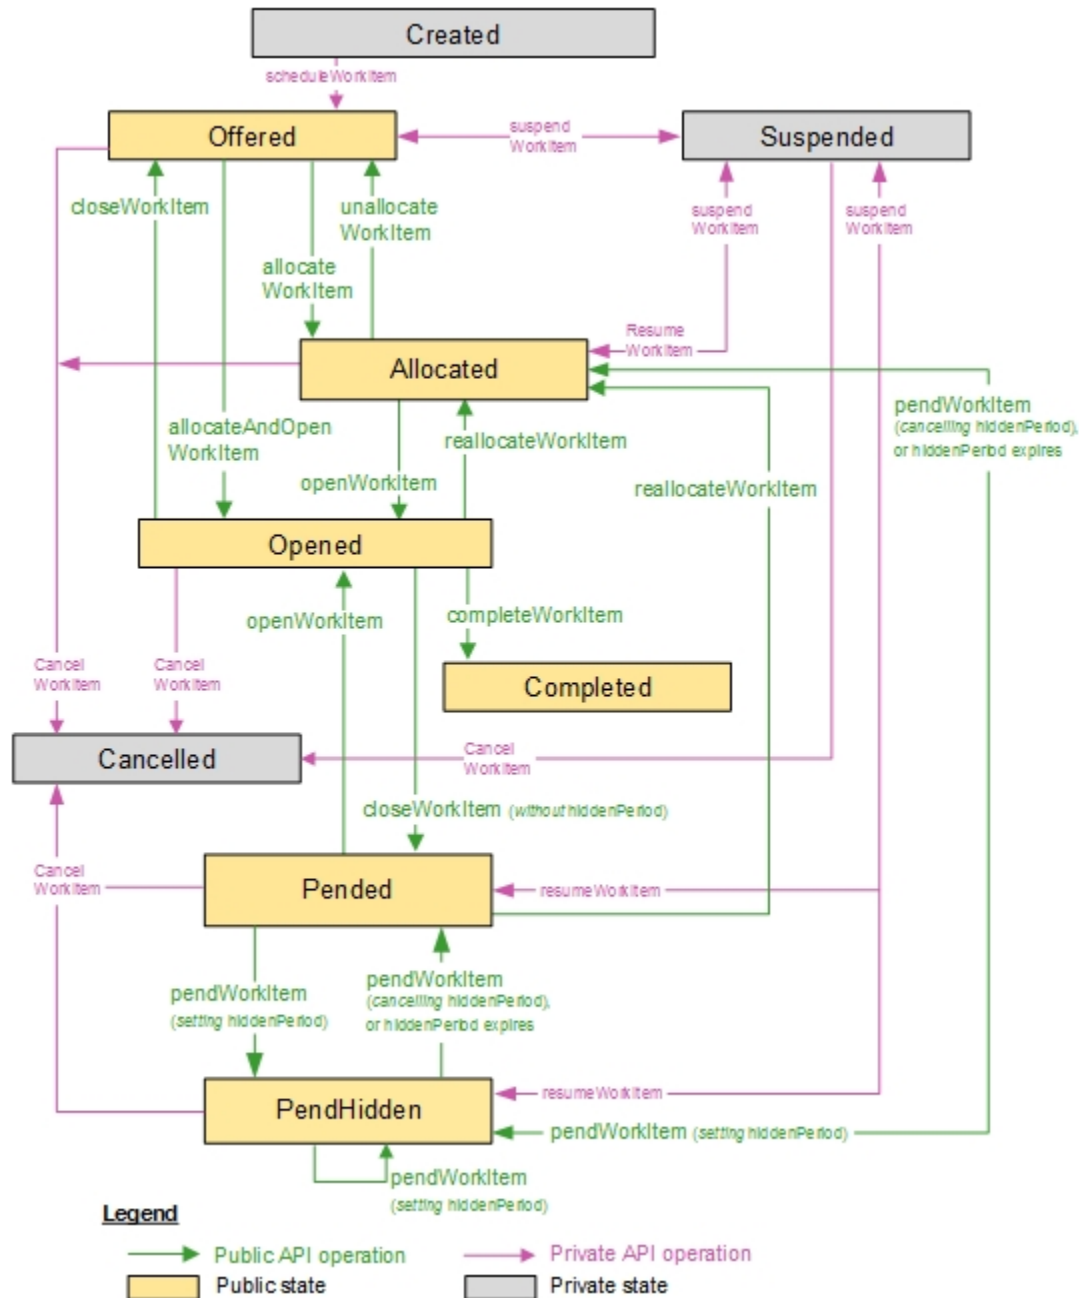 Created
scheduleWorkItem
Offered
suspend
WorkItem
Suspended
closeWorkItem
unallocate
WorkItem
suspend
WorkItem
suspend
WorkItem
allocate
WorkItem
Resume
WorkItem
Allocated
pendWorkItem
(cancelling hiddenPeriod),
or hiddenPeriod expires
allocateAndOpen
WorkItem
reallocateWorkItem
openWorkItem
reallocateWorkItem
Opened
openWorkItem
completeWorkItem
Cancel
WorkItem
Cancel
WorkItem
Completed
Cancelled
Cancel
WorkItem
closeWorkItem (without hiddenPeriod)
Cancel
WorkItem
Pended
resumeWorkItem
pendWorkItem
(setting hiddenPeriod)
pendWorkItem
(cancelling hiddenPeriod),
or hiddenPeriod expires
PendHidden
resumeWorkItem
pendWorkItem (setting hiddenPeriod)
pendWorkItem
(setting hiddenPeriod)
Legend
Public API operation
Private API operation
Public state
Private state